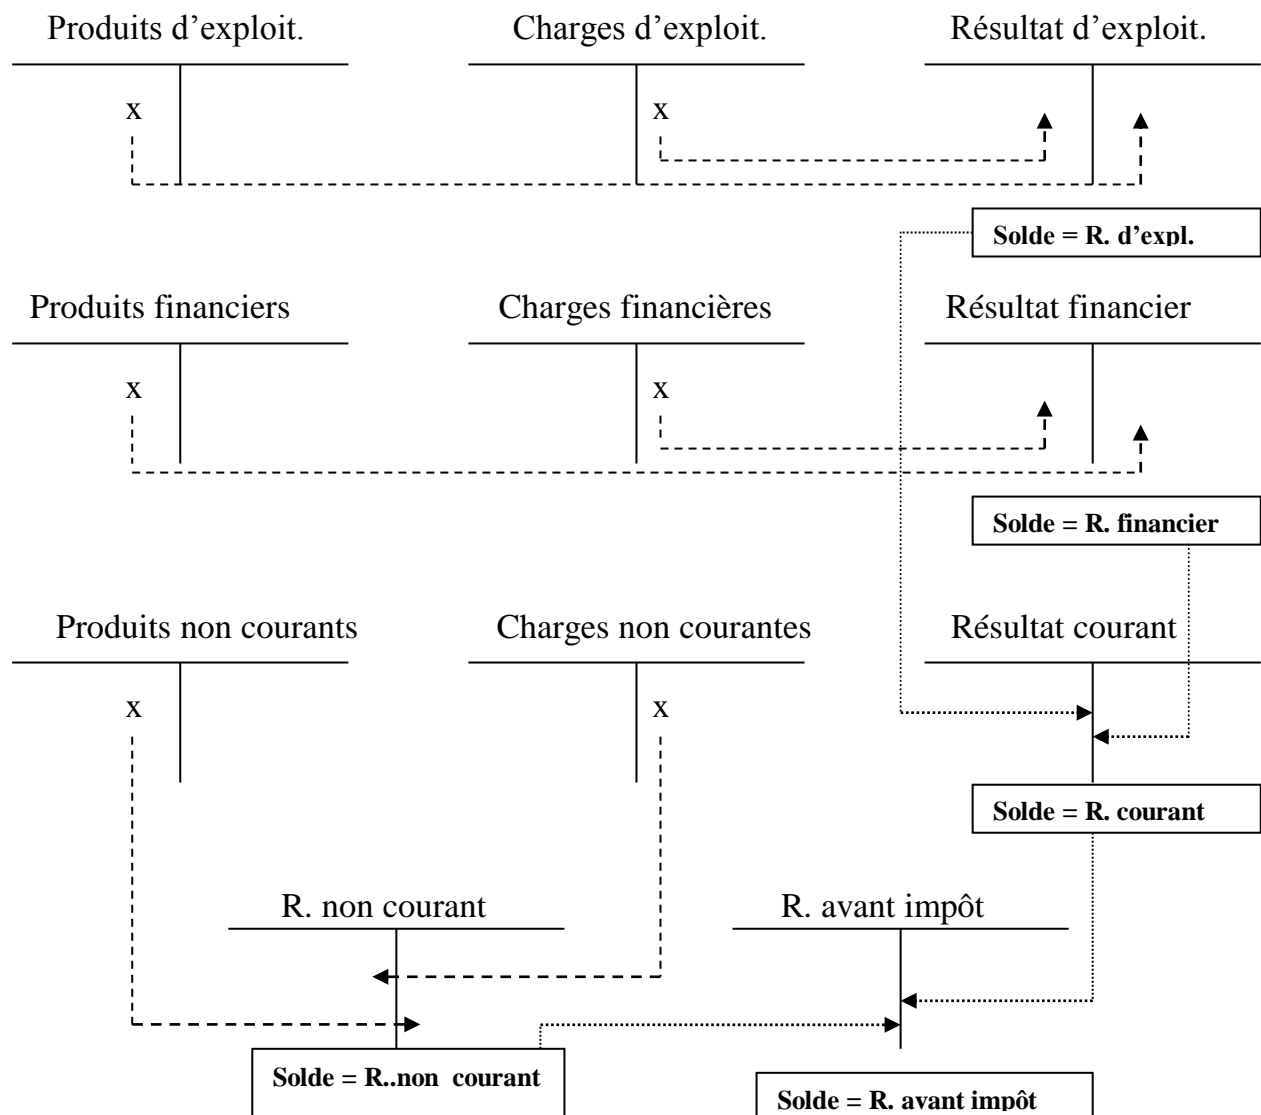 Produits d’exploit. Charges d’exploit. Résultat d’exploit.
x x
Solde = R. d’expl.
Produits financiers Charges financières Résultat financier
x x
Solde = R. financier
Produits non courants Charges non courantes Résultat courant
x x
Solde = R. courant
R. non courant R. avant impôt
Solde = R..non courant
Solde = R. avant impôt